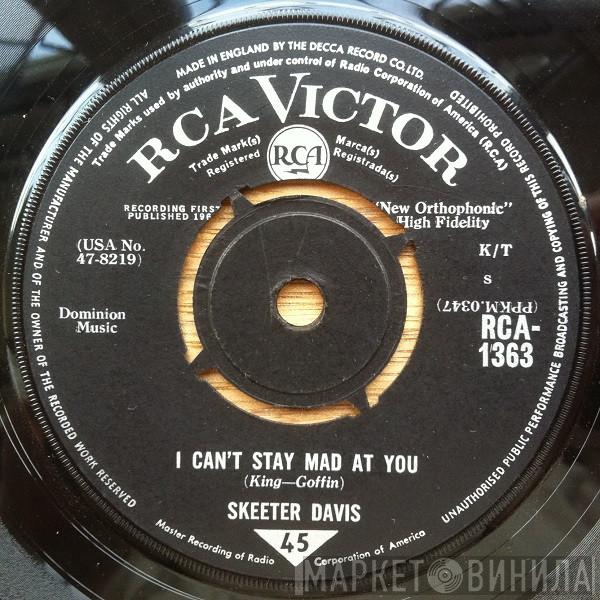 MADE IN ENGLAND BY THE DECCA RECORD CO. LTD.
Trade Marks used by authority and under control of Radio Corporation of America (R.C.A.)
ALL RIGHTS OF THE MANUFACTURER AND OF THE OWNER OF THE RECORDED WORK RESERVED
UNAUTHORISED PUBLIC PERFORMANCE BROADCASTING AND COPYING OF THIS RECORD PROHIBITED
RCA VICTOR
Trade Mark(s) Registered
RCA
Marca(s) Registrada(s)
RECORDING FIRST
PUBLISHED
"New Orthophonic"
High Fidelity
(USA No.
47-8219)
K/T
s
(PPKM.0347)
Dominion
Music
RCA-
1363
I CAN'T STAY MAD AT YOU
(King—Goffin)
SKEETER DAVIS
45
Master Recording of Radio Corporation of America
МАРКЕТ ВИНИЛА